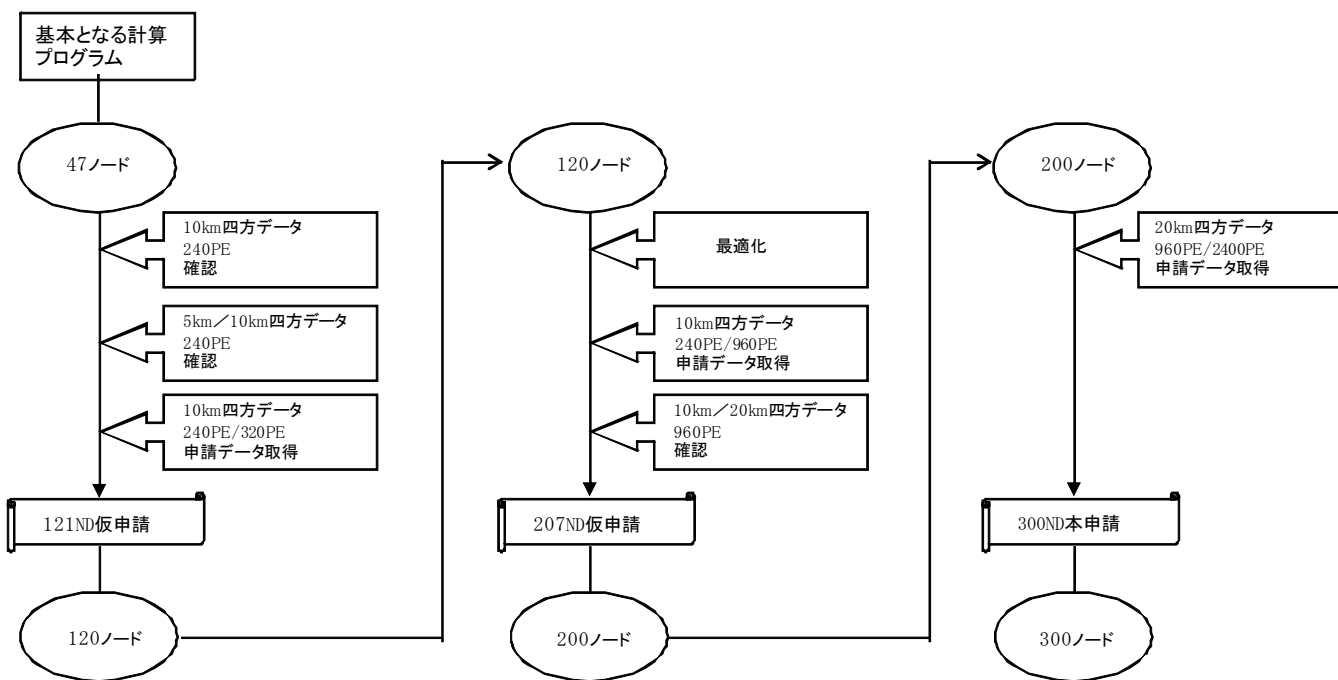 基本となる計算
プログラム
47ノード
10km四方データ
240PE
確認
5km／10km四方データ
240PE
確認
10km四方データ
240PE/320PE
申請データ取得
121ND仮申請
120ノード
120ノード
最適化
10km四方データ
240PE/960PE
申請データ取得
10km／20km四方データ
960PE
確認
207ND仮申請
200ノード
200ノード
20km四方データ
960PE/2400PE
申請データ取得
300ND本申請
300ノード